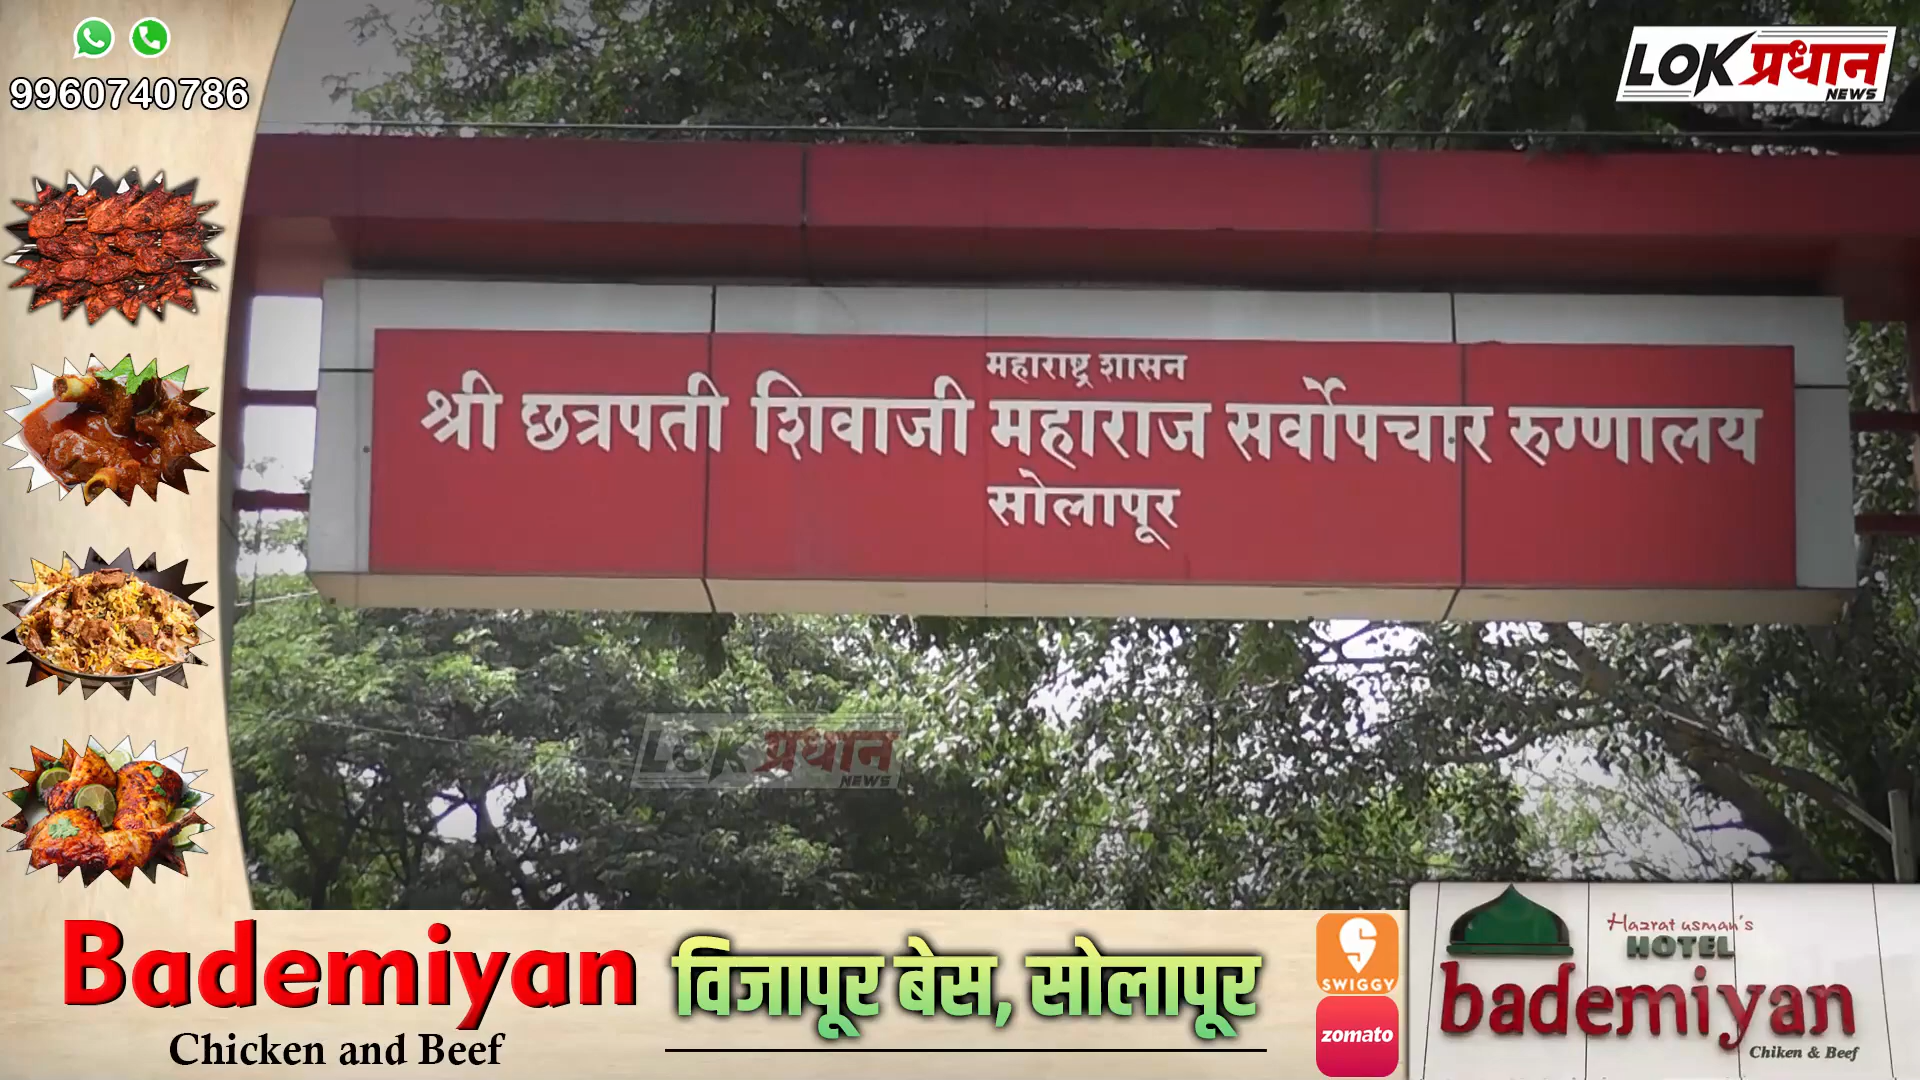 9960740786
LOK प्रधान
NEWS
महाराष्ट्र शासन
श्री छत्रपती शिवाजी महाराज सर्वोपचार रुग्णालय
सोलापूर
LOK प्रधान
NEWS
Bademiyan
Chicken and Beef
विजापूर बेस, सोलापूर
SWIGGY
zomato
Hazrat usman's
HOTEL
bademiyan
Chiken & Beef